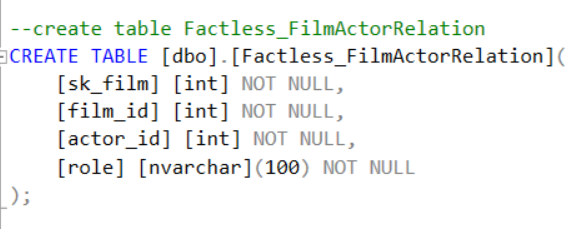 --create table Factless_FilmActorRelation
CREATE TABLE [dbo].[Factless_FilmActorRelation](
[sk_film] [int] NOT NULL,
[film_id] [int] NOT NULL,
[actor_id] [int] NOT NULL,
[role] [nvarchar](100) NOT NULL
);